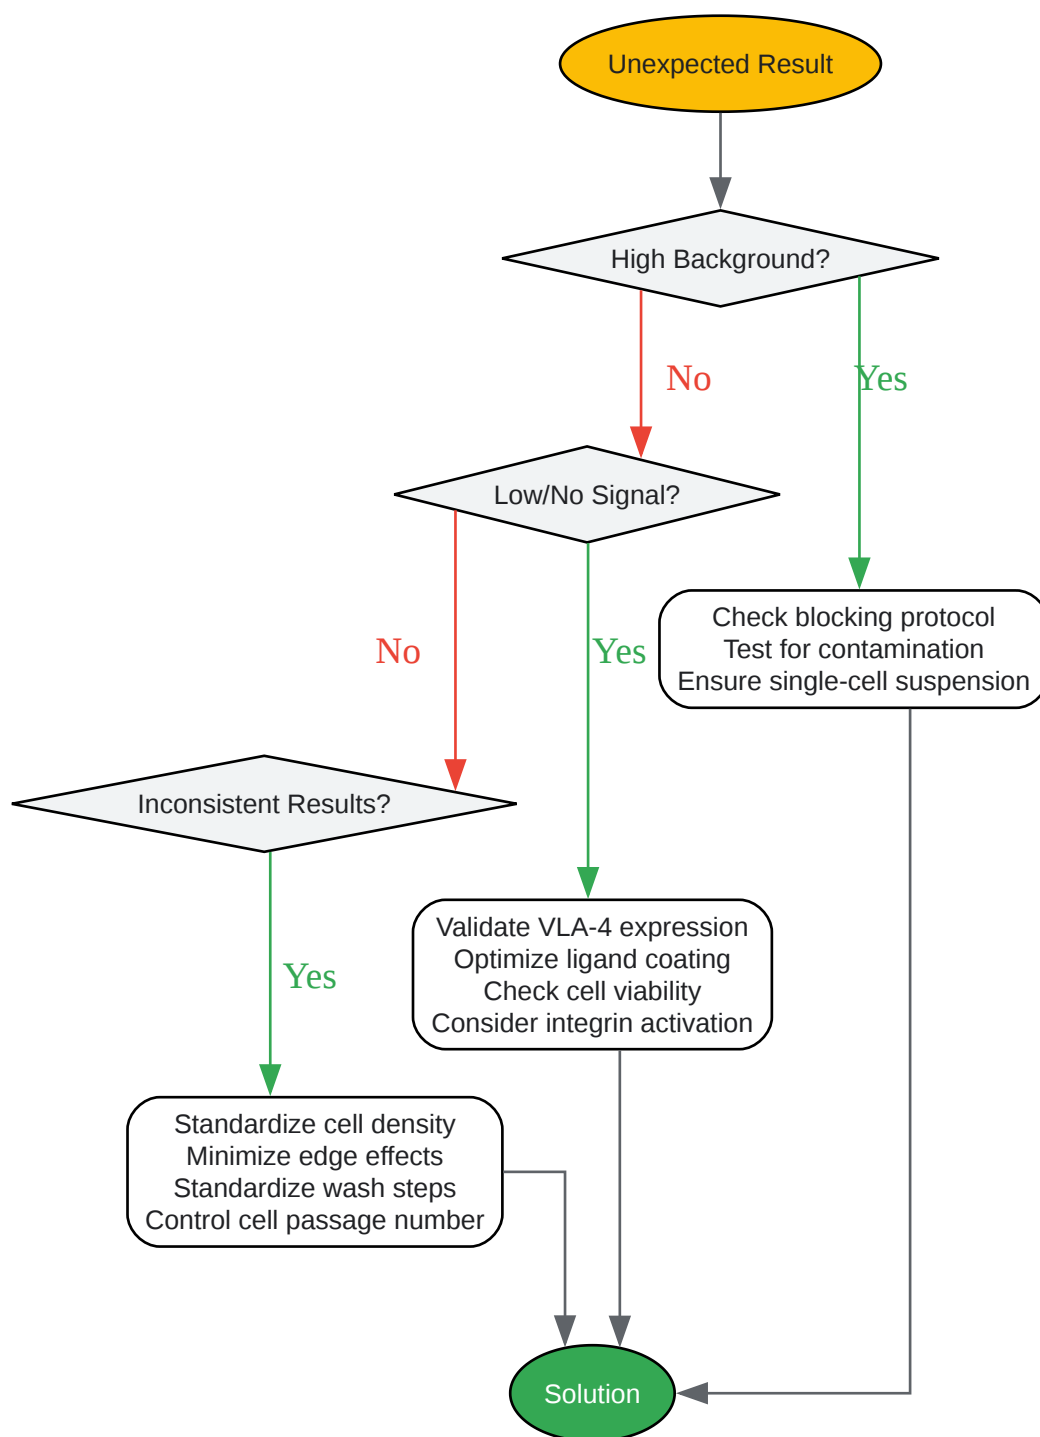 Unexpected Result
High Background?
No
Yes
Low/No Signal?
Check blocking protocol
Test for contamination
Ensure single-cell suspension
No
Yes
Inconsistent Results?
Validate VLA-4 expression
Optimize ligand coating
Check cell viability
Consider integrin activation
Yes
Standardize cell density
Minimize edge effects
Standardize wash steps
Control cell passage number
Solution